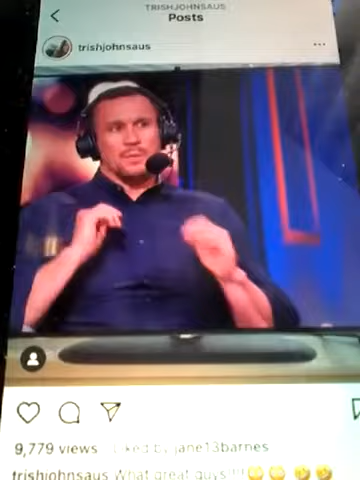 TRISHJOHNSAUS
Posts
trishjohnsaus
9,779 views Liked by jane13barnes
trishjohnsaus What great guys!!!